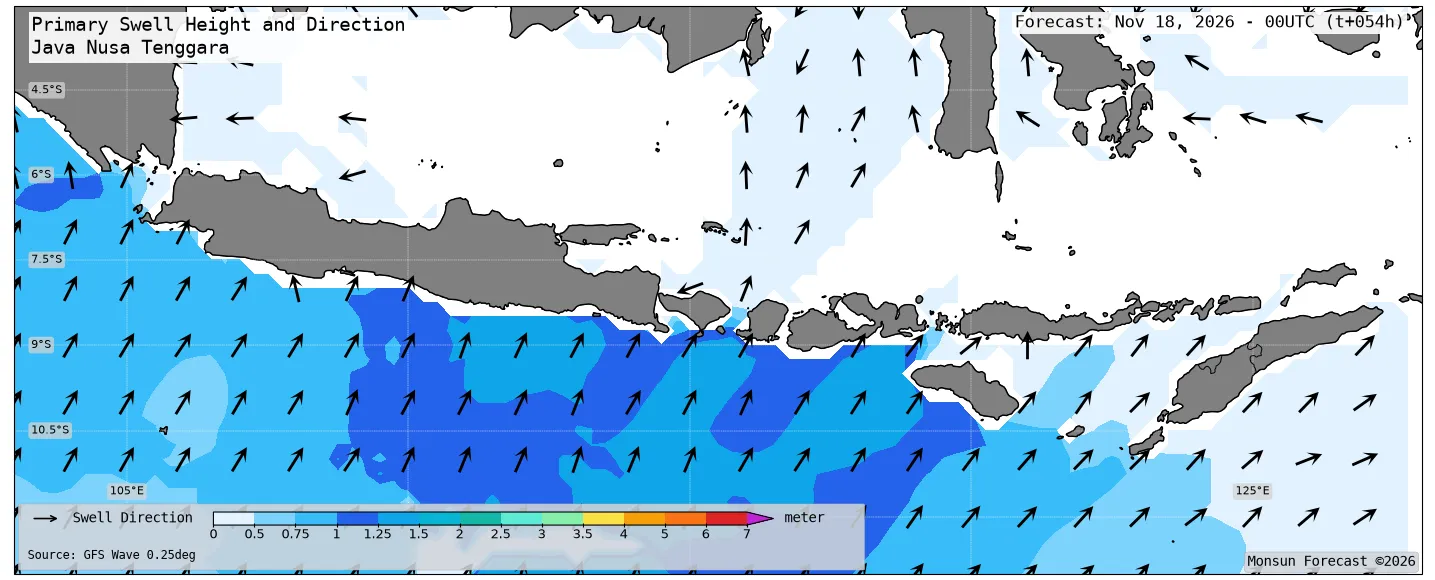 Primary Swell Height and Direction
Java Nusa Tenggara
Forecast: Nov 18, 2026 - 00UTC (t+054h)
4.5°S
6°S
7.5°S
9°S
10.5°S
105°E
125°E
Swell Direction
0 0.5 0.75 1 1.25 1.5 2 2.5 3 3.5 4 5 6 7
meter
Source: GFS Wave 0.25deg
Monsun Forecast ©2026